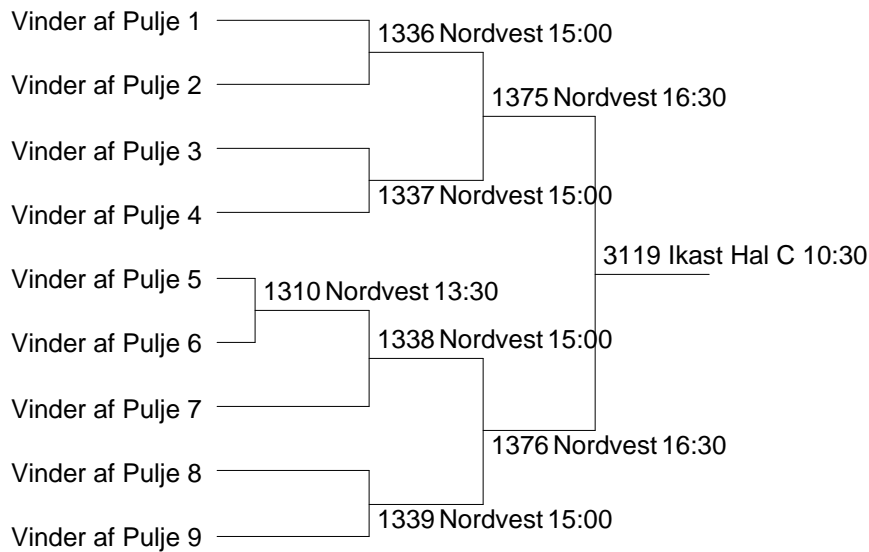 Vinder af Pulje 1
1336 Nordvest 15:00
Vinder af Pulje 2
1375 Nordvest 16:30
Vinder af Pulje 3
1337 Nordvest 15:00
Vinder af Pulje 4
3119 Ikast Hal C 10:30
Vinder af Pulje 5
1310 Nordvest 13:30
Vinder af Pulje 6
1338 Nordvest 15:00
Vinder af Pulje 7
1376 Nordvest 16:30
Vinder af Pulje 8
1339 Nordvest 15:00
Vinder af Pulje 9